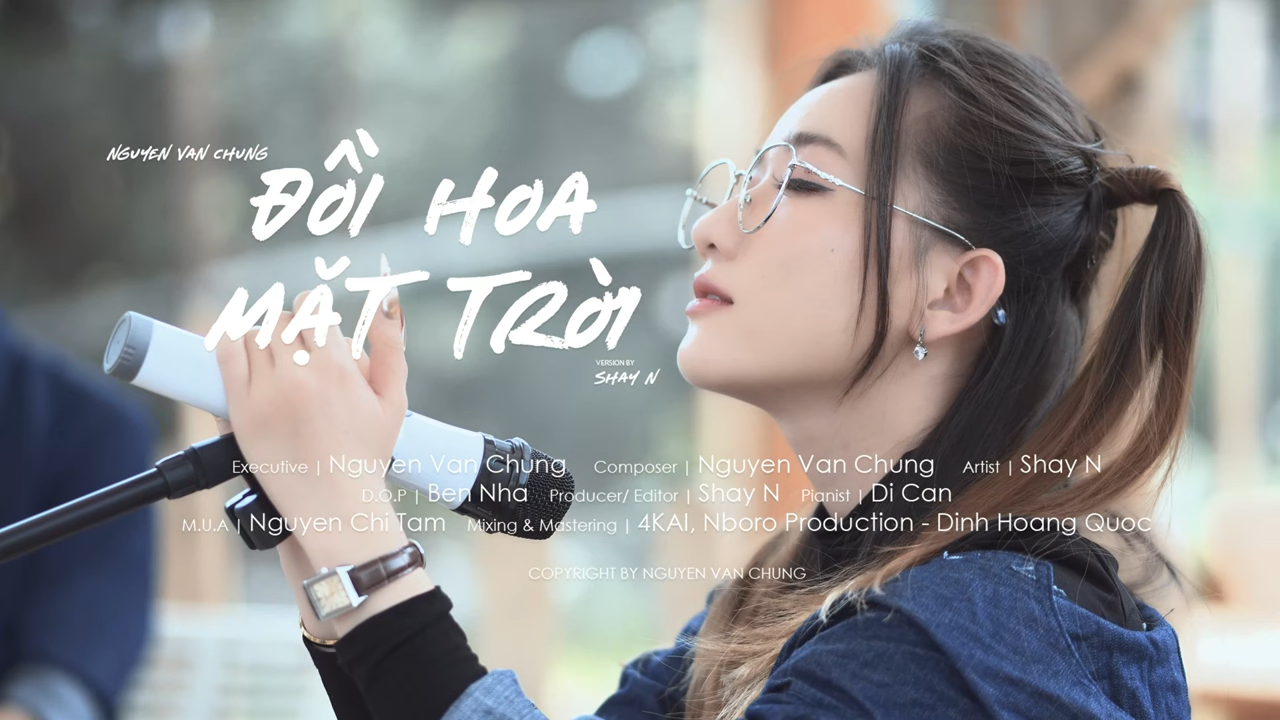 NGUYEN VAN CHUNG
ĐỒI HOA
MẶT TRỜI
VERSION BY
SHAY N
Executive | Nguyen Van Chung Composer | Nguyen Van Chung Artist | Shay N
D.O.P | Ben Nha Producer/ Editor | Shay N Pianist | Di Can
M.U.A | Nguyen Chi Tam Mixing & Mastering | 4KAI, Nboro Production - Dinh Hoang Quoc
COPYRIGHT BY NGUYEN VAN CHUNG